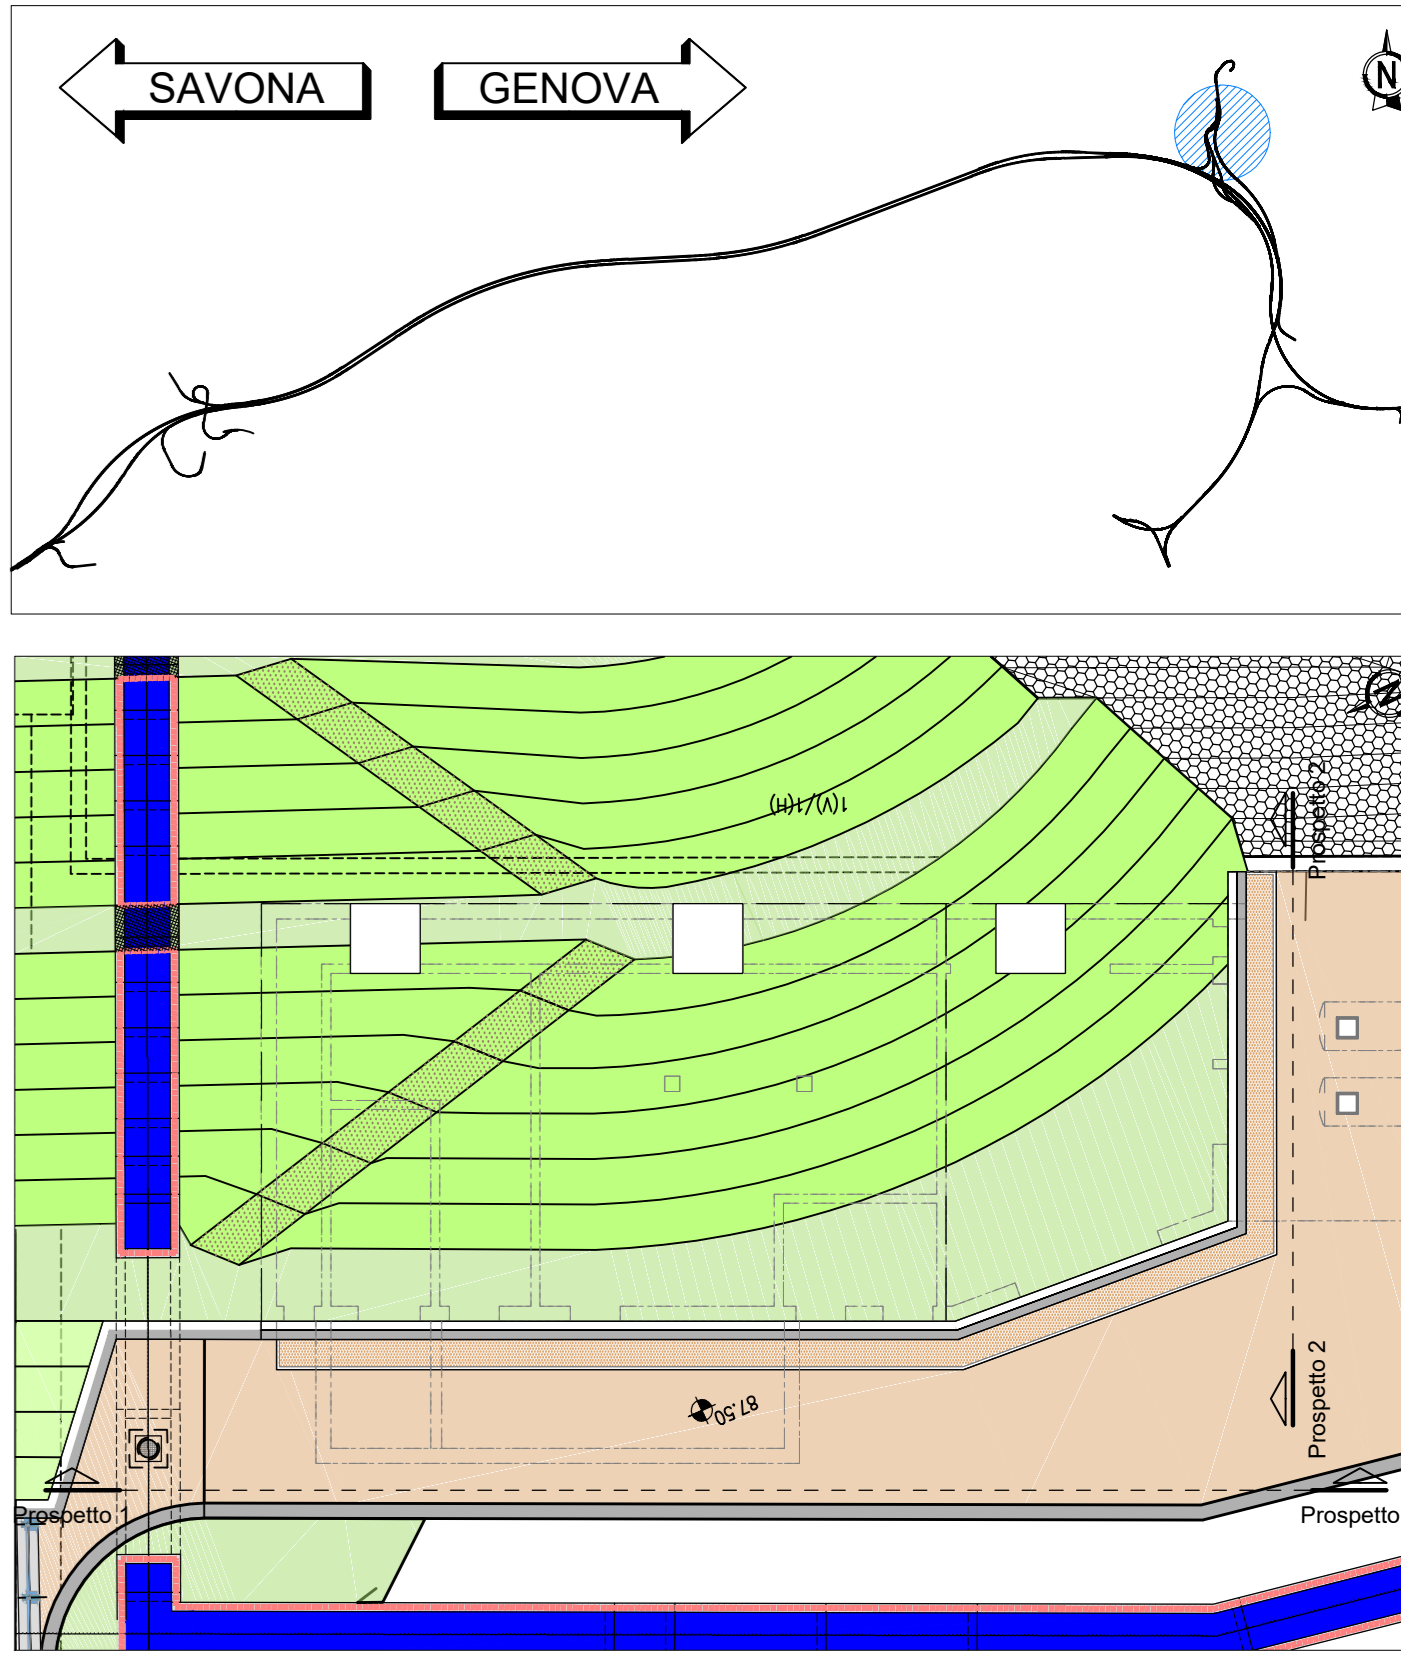 SAVONA
GENOVA
N
N
1(V)/1(H)
Prospetto 2
87.50
Prospetto 2
Prospetto 1
Prospetto